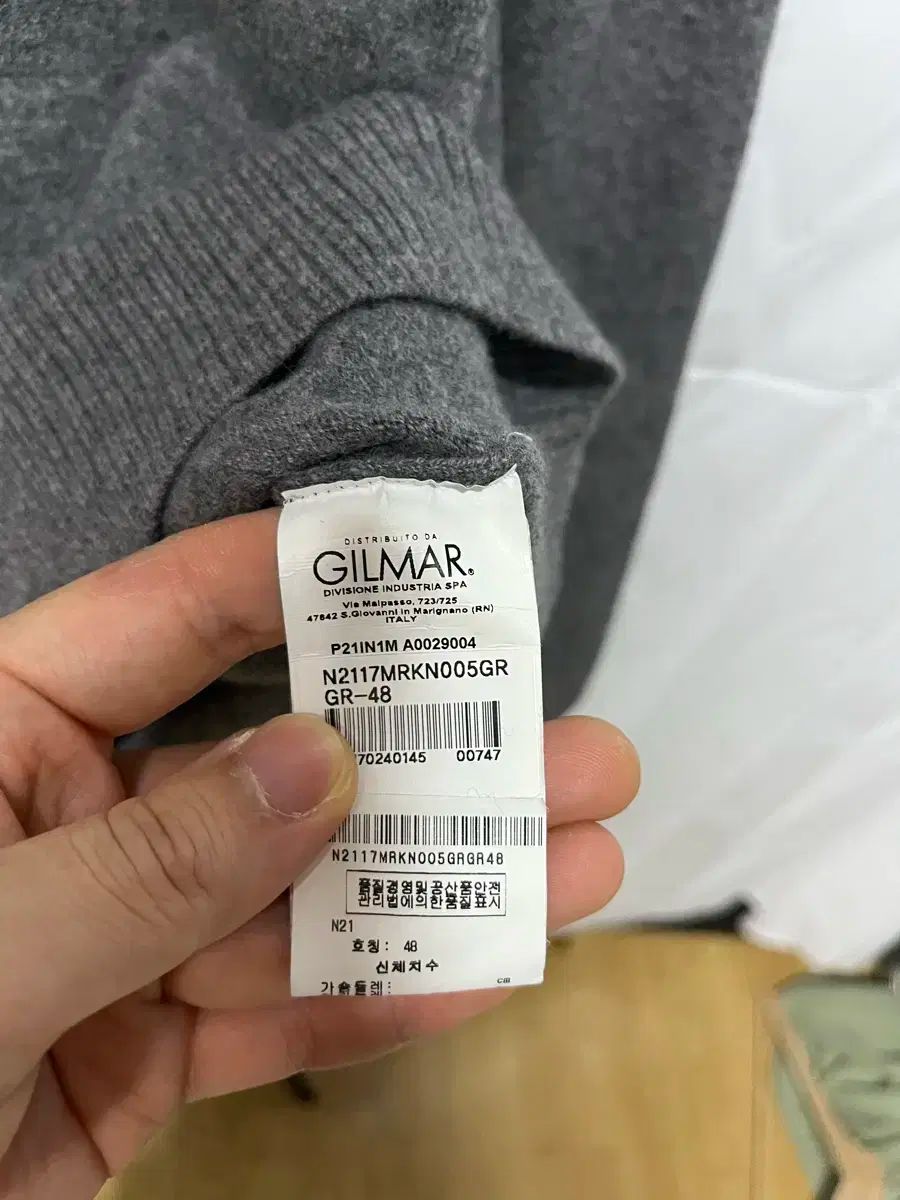 DISTRIBUITO DA
GILMAR®
DIVISIONE INDUSTRIA SPA
Via Malpasso, 723/725
47842 S.Giovanni in Marignano (RN)
ITALY
P21IN1M A0029004
N2117MRKN005GR
GR-48
70240145 00747
N2117MRKN005GRGR48
품질경영및공산품안전
관리법에의한품질표시
N21
호칭: 48
신체치수
cm
가슴둘레: